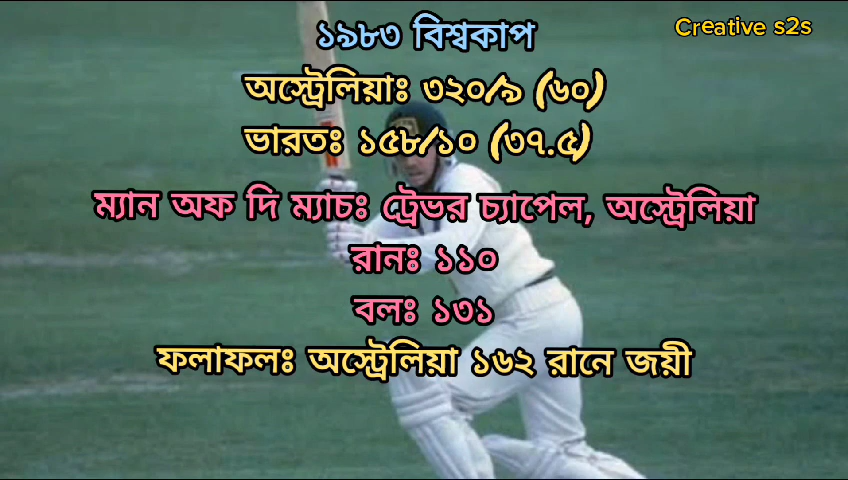 Creative s2s
১৯৮৩ বিশ্বকাপ
অস্ট্রেলিয়াঃ ৩২০/৯ (৬০)
ভারতঃ ১৫৮/১০ (৩৭.৫)
ম্যান অফ দি ম্যাচঃ ট্রেভর চ্যাপেল, অস্ট্রেলিয়া
রানঃ ১১০
বলঃ ১৩১
ফলাফলঃ অস্ট্রেলিয়া ১৬২ রানে জয়ী